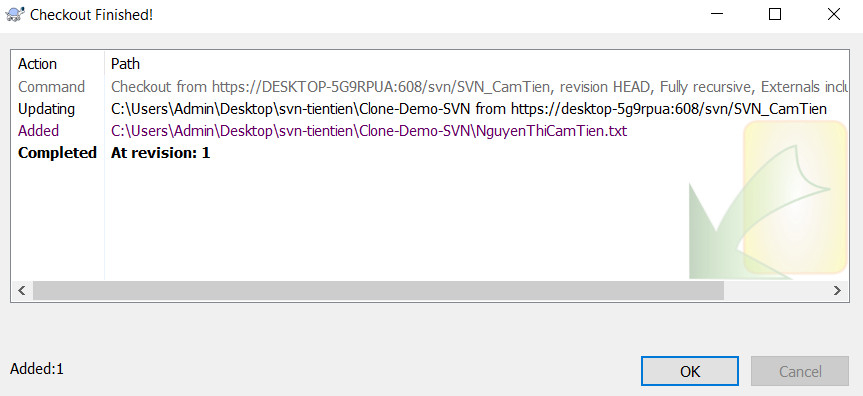 Checkout Finished!
Action Path
Command Checkout from https://DESKTOP-5G9RPUA:608/svn/SVN_CamTien, revision HEAD, Fully recursive, Externals inclu
Updating C:\Users\Admin\Desktop\svn-tientien\Clone-Demo-SVN from https://desktop-5g9rpua:608/svn/SVN_CamTien
Added C:\Users\Admin\Desktop\svn-tientien\Clone-Demo-SVN\NguyenThiCamTien.txt
Completed At revision: 1
Added:1
OK Cancel